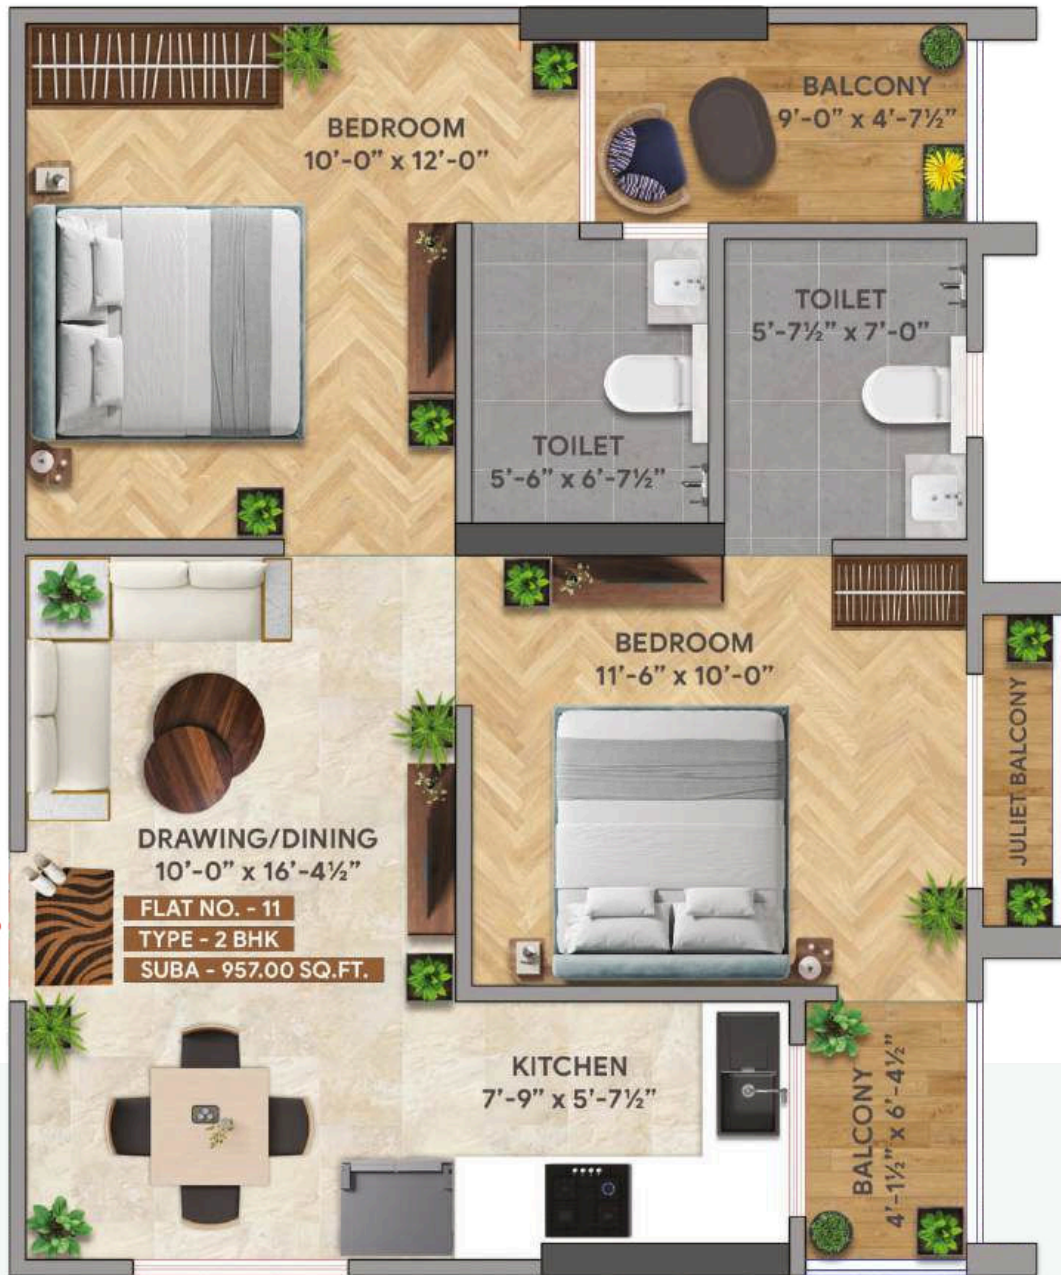 BALCONY
9’-0” x 4’-7½”
BEDROOM
10’-0” x 12’-0”
TOILET
5’-7½” x 7’-0”
TOILET
5’-6” x 6’-7½”
BEDROOM
11’-6” x 10’-0”
JULIET BALCONY
DRAWING/DINING
10’-0” x 16’-4½”
FLAT NO. - 11
TYPE - 2 BHK
SUBA - 957.00 SQ.FT.
KITCHEN
7’-9” x 5’-7½”
BALCONY
4’-1½” x 6’-4½”